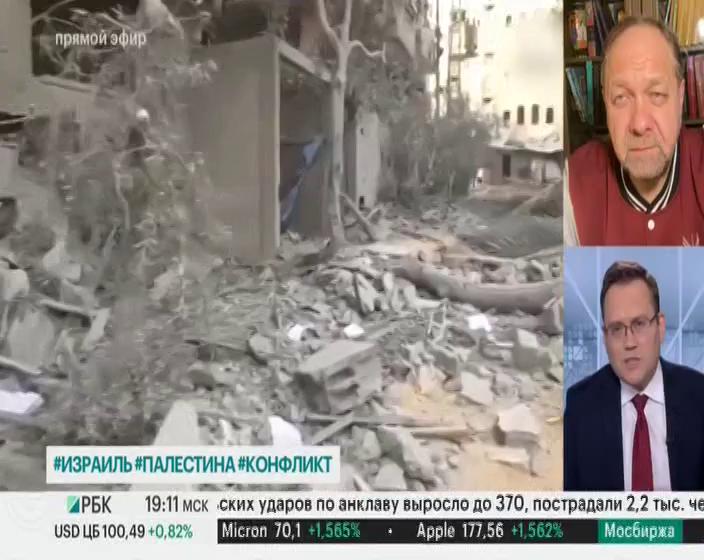 прямой эфир
#ИЗРАИЛЬ #ПАЛЕСТИНА #КОНФЛИКТ
РБК 19:11 МСК ских ударов по анклаву выросло до 370, пострадали 2,2 тыс. че
USD ЦБ 100,49 +0,82% Micron 70,1 +1,565% • Apple 177,56 +1,562% Мосбиржа